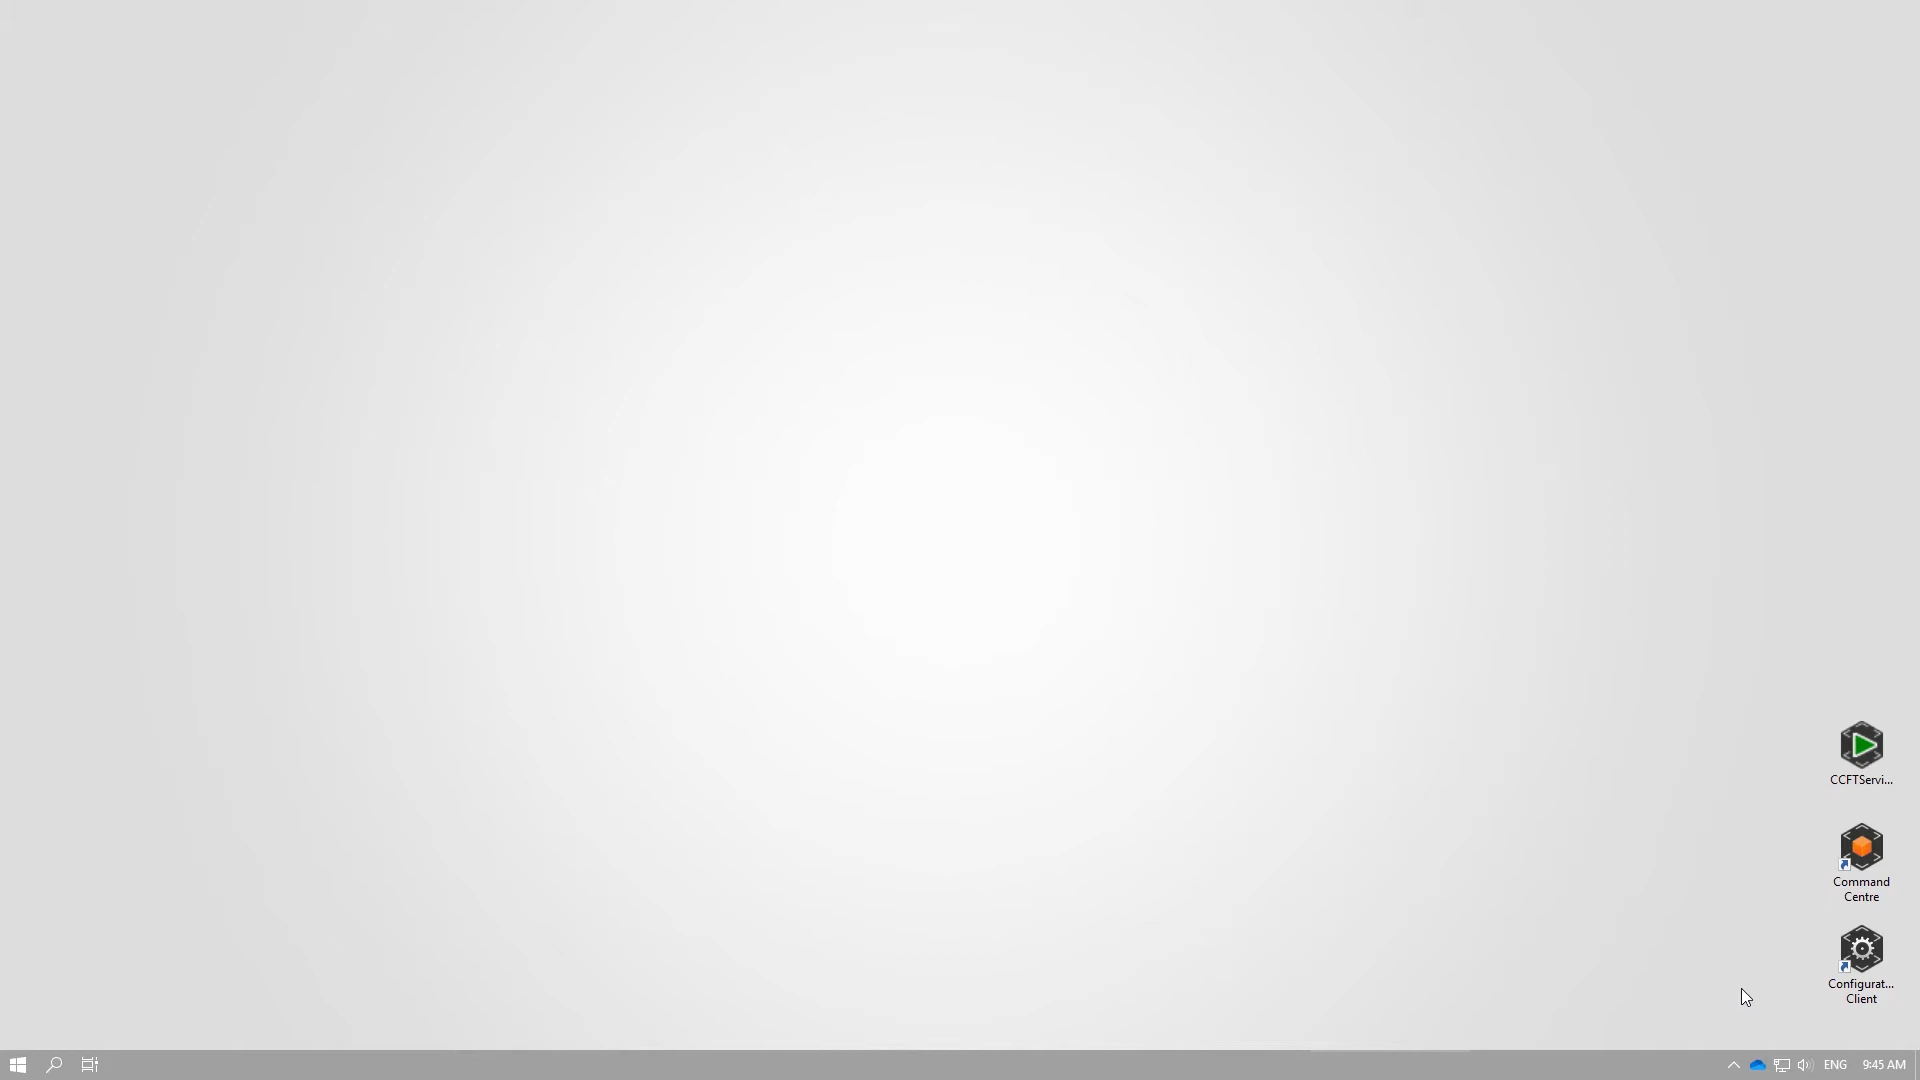 CCFTServi...
Command
Centre
Configurat...
Client
ENG
9:45 AM